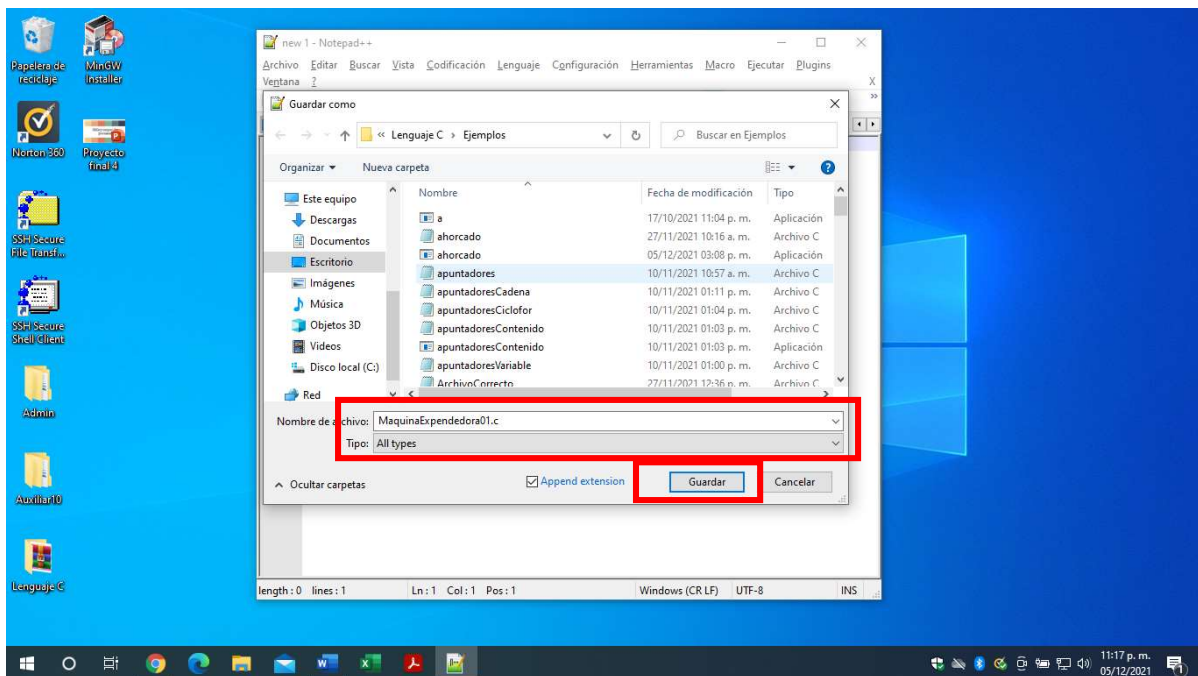 Papelera de
reciclaje
MinGW
Installer
Norton 360
Proyecto
final 4
SSH Secure
File Transf...
SSH Secure
Shell Client
Admin
Auxiliar10
Lenguaje C
new 1 - Notepad++
Archivo Editar Buscar Vista Codificación Lenguaje Configuración Herramientas Macro Ejecutar Plugins
Ventana ? X
Guardar como
« Lenguaje C › Ejemplos
Buscar en Ejemplos
Organizar Nueva carpeta
Este equipo
Descargas
Documentos
Escritorio
Imágenes
Música
Objetos 3D
Videos
Disco local (C:)
Red
Nombre Fecha de modificación Tipo
a 17/10/2021 11:04 p. m. Aplicación
ahorcado 27/11/2021 10:16 a. m. Archivo C
ahorcado 05/12/2021 03:08 p. m. Aplicación
apuntadores 10/11/2021 10:57 a. m. Archivo C
apuntadoresCadena 10/11/2021 01:11 p. m. Archivo C
apuntadoresCiclofor 10/11/2021 01:04 p. m. Archivo C
apuntadoresContenido 10/11/2021 01:03 p. m. Archivo C
apuntadoresContenido 10/11/2021 01:03 p. m. Aplicación
apuntadoresVariable 10/11/2021 01:00 p. m. Archivo C
ArchivoCorrecto 27/11/2021 12:36 p. m. Archivo C
Nombre de archivo: MaquinaExpendedora01.c
Tipo: All types
Ocultar carpetas
Append extension
Guardar
Cancelar
length : 0 lines : 1 Ln : 1 Col : 1 Pos : 1 Windows (CR LF) UTF-8 INS
11:17 p. m.
05/12/2021